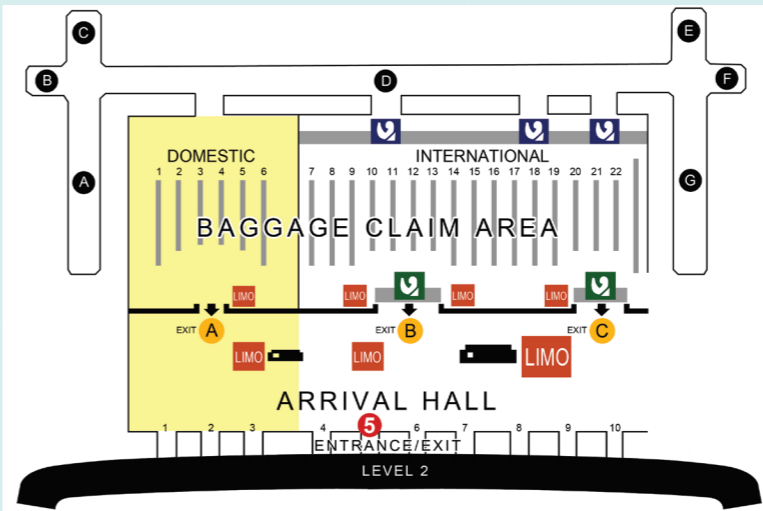 C
E
B
D
F
DOMESTIC
INTERNATIONAL
1 2 3 4 5 6 7 8 9 10 11 12 13 14 15 16 17 18 19 20 21 22
A
G
BAGGAGE CLAIM AREA
LIMO LIMO LIMO LIMO
EXIT A EXIT B EXIT C
LIMO LIMO LIMO
ARRIVAL HALL
1 2 3 4 5 6 7 8 9 10
ENTRANCE/EXIT
LEVEL 2